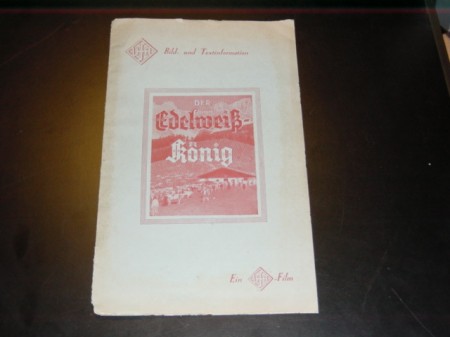 Bild- und Textinformation
DER
Edelweiß-
König
Ein
Film